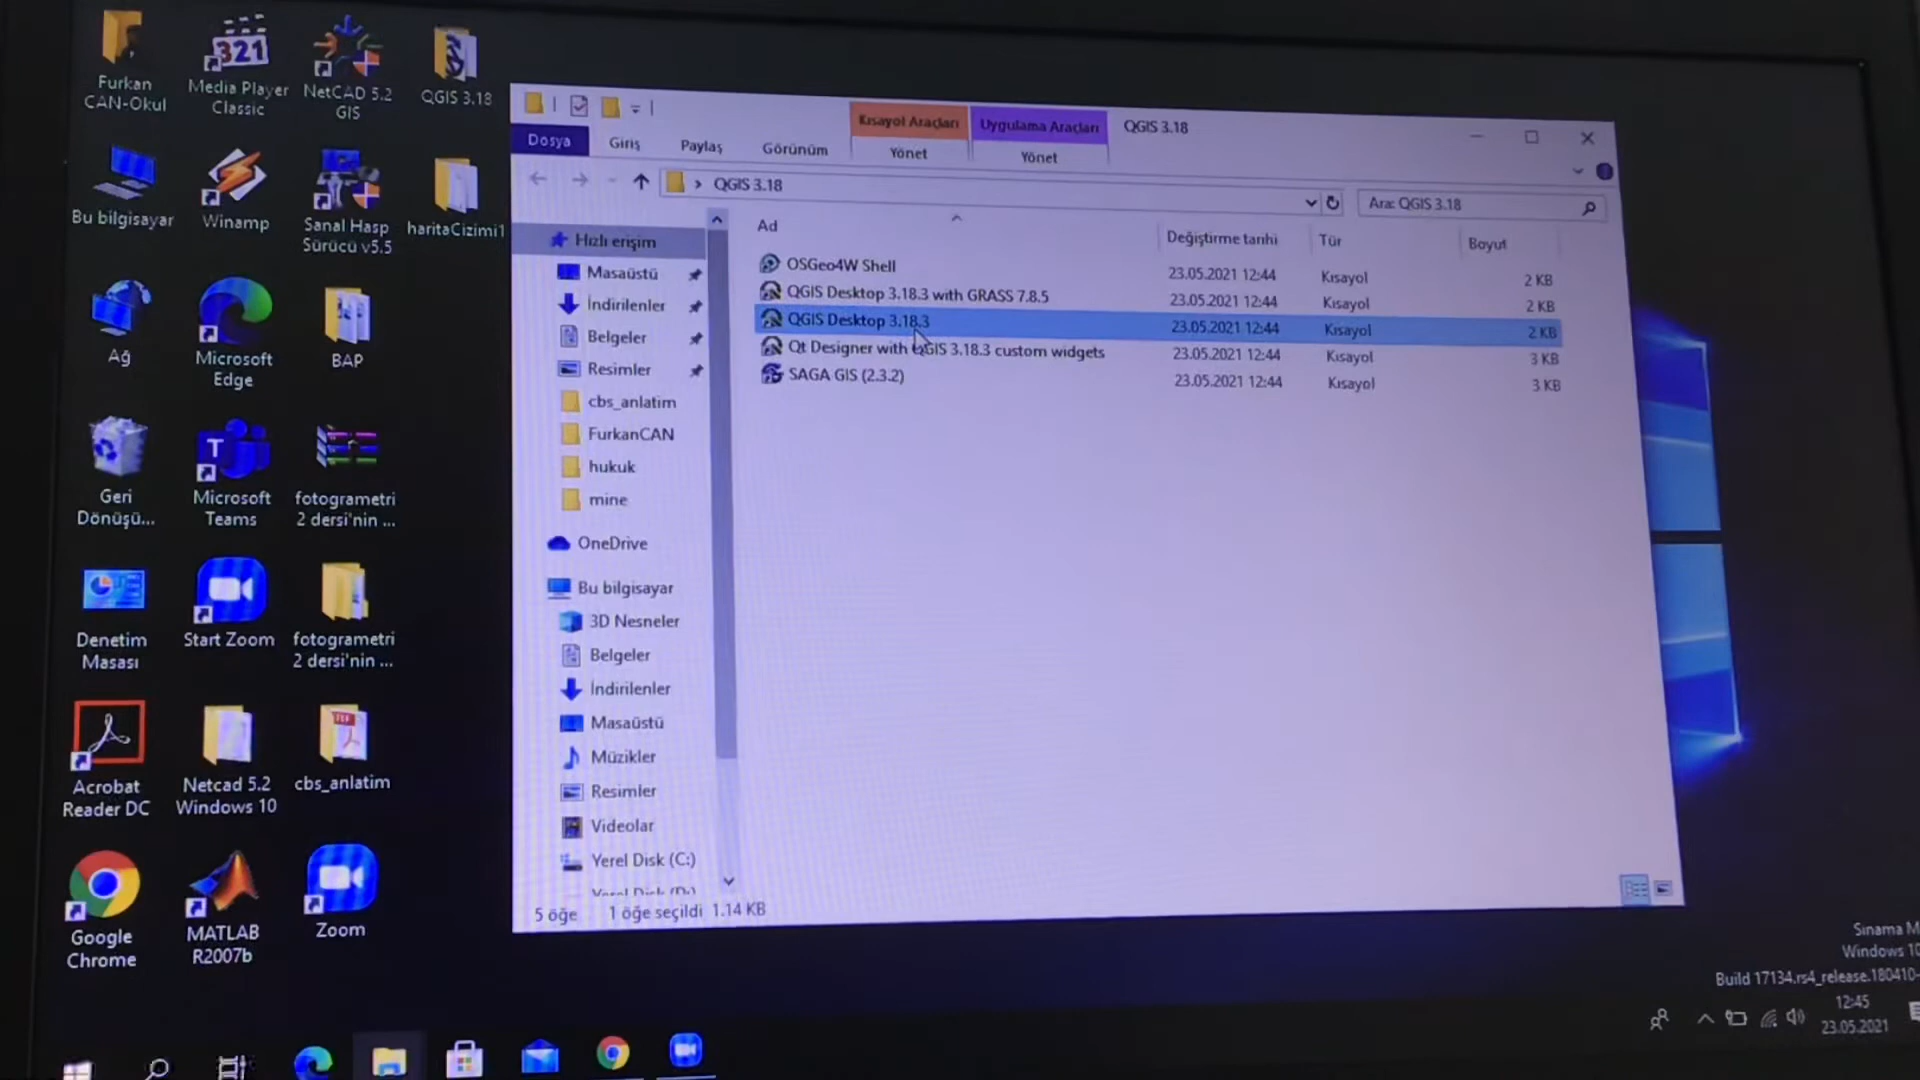 Furkan
CAN-Okul
Media Player
Classic
321
NetCAD 5.2
GIS
QGIS 3.18
Bu bilgisayar
Winamp
Sanal Hasp
Sürücü v5.5
haritaCizimi1
Ağ
Microsoft
Edge
BAP
Geri
Dönüşü...
Microsoft
Teams
fotogrametri
2 dersi'nin ...
Denetim
Masası
Start Zoom
fotogrametri
2 dersi'nin ...
Acrobat
Reader DC
Netcad 5.2
Windows 10
cbs_anlatim
Google
Chrome
MATLAB
R2007b
Zoom
Kısayol Araçları
Uygulama Araçları
QGIS 3.18
Dosya
Giriş
Paylaş
Görünüm
Yönet
Yönet
QGIS 3.18
Ara: QGIS 3.18
Hızlı erişim
Masaüstü
İndirilenler
Belgeler
Resimler
cbs_anlatim
FurkanCAN
hukuk
mine
OneDrive
Bu bilgisayar
3D Nesneler
Belgeler
İndirilenler
Masaüstü
Müzikler
Resimler
Videolar
Yerel Disk (C:)
Yerel Disk (D:)
Ad
Değiştirme tarihi
Tür
Boyut
OSGeo4W Shell 23.05.2021 12:44 Kısayol 2 KB
QGIS Desktop 3.18.3 with GRASS 7.8.5 23.05.2021 12:44 Kısayol 2 KB
QGIS Desktop 3.18.3 23.05.2021 12:44 Kısayol 2 KB
Qt Designer with QGIS 3.18.3 custom widgets 23.05.2021 12:44 Kısayol 3 KB
SAGA GIS (2.3.2) 23.05.2021 12:44 Kısayol 3 KB
5 öğe
1 öğe seçildi 1.14 KB
Sınama M
Windows 10
Build 17134.rs4_release.180410-
12:45
23.05.2021